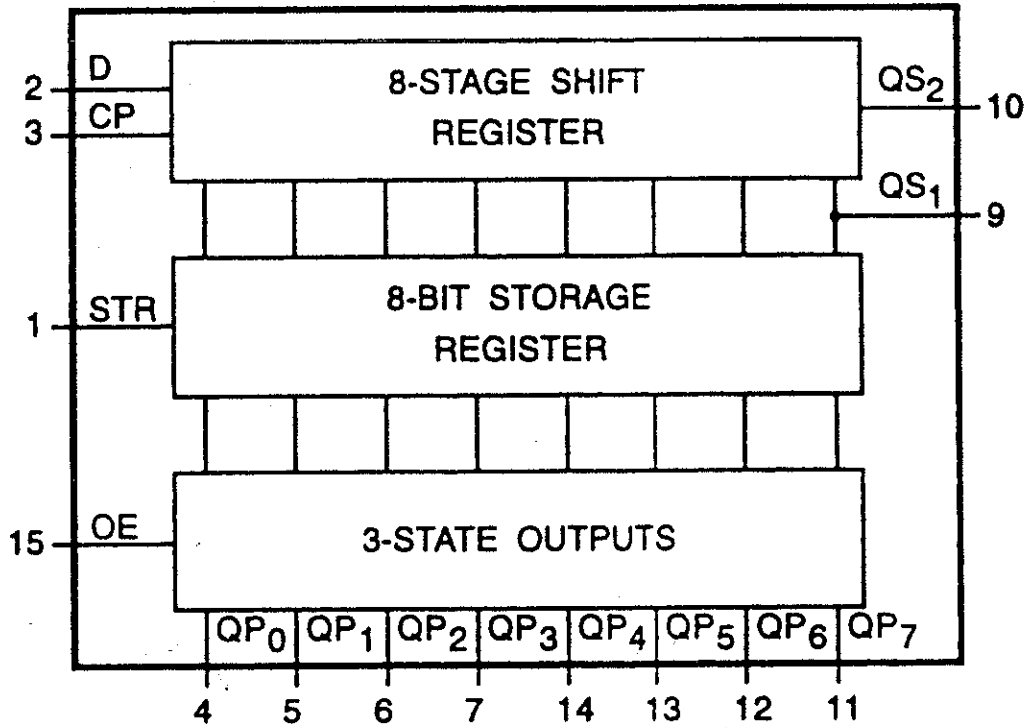 D
2
CP
3
8-STAGE SHIFT
REGISTER
QS2
10
QS1
9
STR
1
8-BIT STORAGE
REGISTER
OE
15
3-STATE OUTPUTS
QP0 QP1 QP2 QP3 QP4 QP5 QP6 QP7
4 5 6 7 14 13 12 11